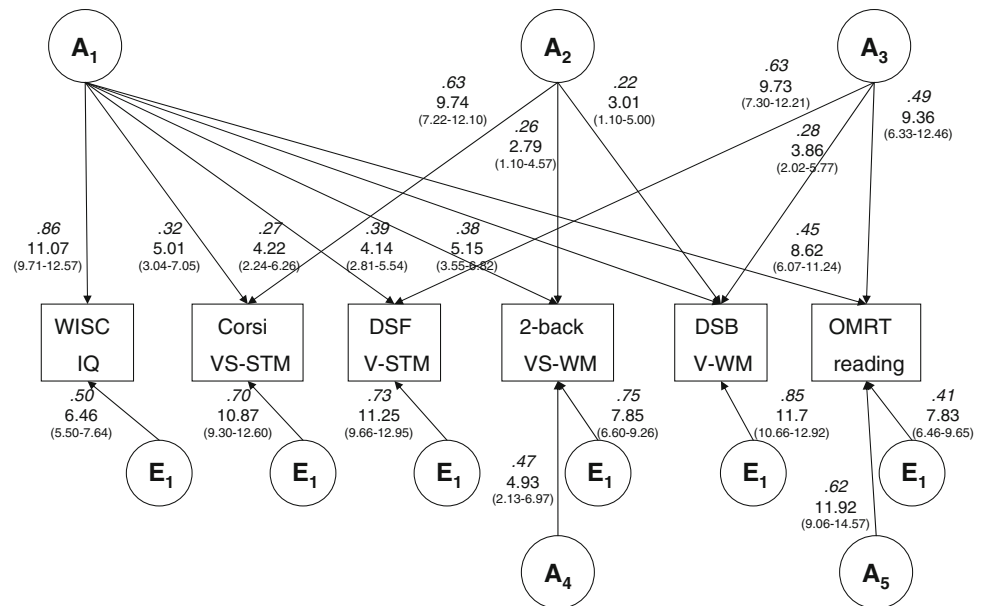 A1
A2
A3
.63
9.74
(7.22-12.10)
.26
2.79
(1.10-4.57)
.22
3.01
(1.10-5.00)
.63
9.73
(7.30-12.21)
.28
3.86
(2.02-5.77)
.49
9.36
(6.33-12.46)
.86
11.07
(9.71-12.57)
.32
5.01
(3.04-7.05)
.27
4.22
(2.24-6.26)
.39
4.14
(2.81-5.54)
.38
5.15
(3.55-6.82)
.45
8.62
(6.07-11.24)
WISC
IQ
Corsi
VS-STM
DSF
V-STM
2-back
VS-WM
DSB
V-WM
OMRT
reading
.50
6.46
(5.50-7.64)
.70
10.87
(9.30-12.60)
.73
11.25
(9.66-12.95)
.75
7.85
(6.60-9.26)
.85
11.7
(10.66-12.92)
.41
7.83
(6.46-9.65)
E1
E1
E1
E1
E1
E1
.47
4.93
(2.13-6.97)
.62
11.92
(9.06-14.57)
A4
A5